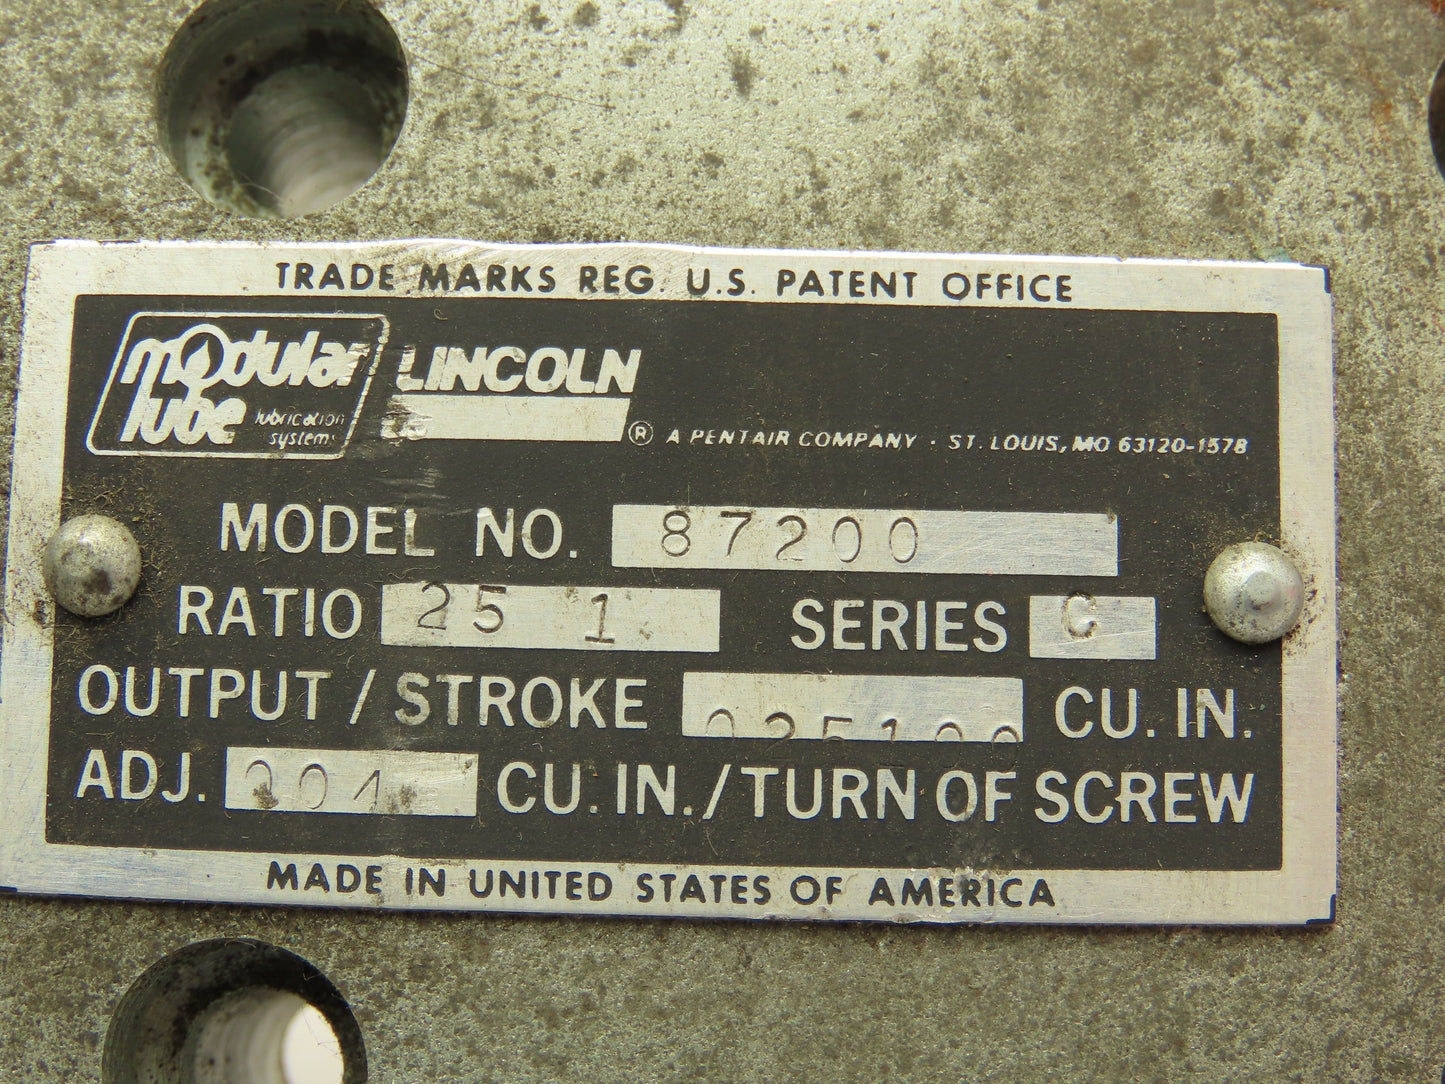 TRADE MARKS REG. U.S. PATENT OFFICE
modular lube
lubrication systems
LINCOLN
® A PENTAIR COMPANY · ST. LOUIS, MO 63120-1578
MODEL NO. 87200
RATIO 25 1
SERIES C
OUTPUT / STROKE CU. IN.
ADJ. 004 CU. IN. / TURN OF SCREW
MADE IN UNITED STATES OF AMERICA